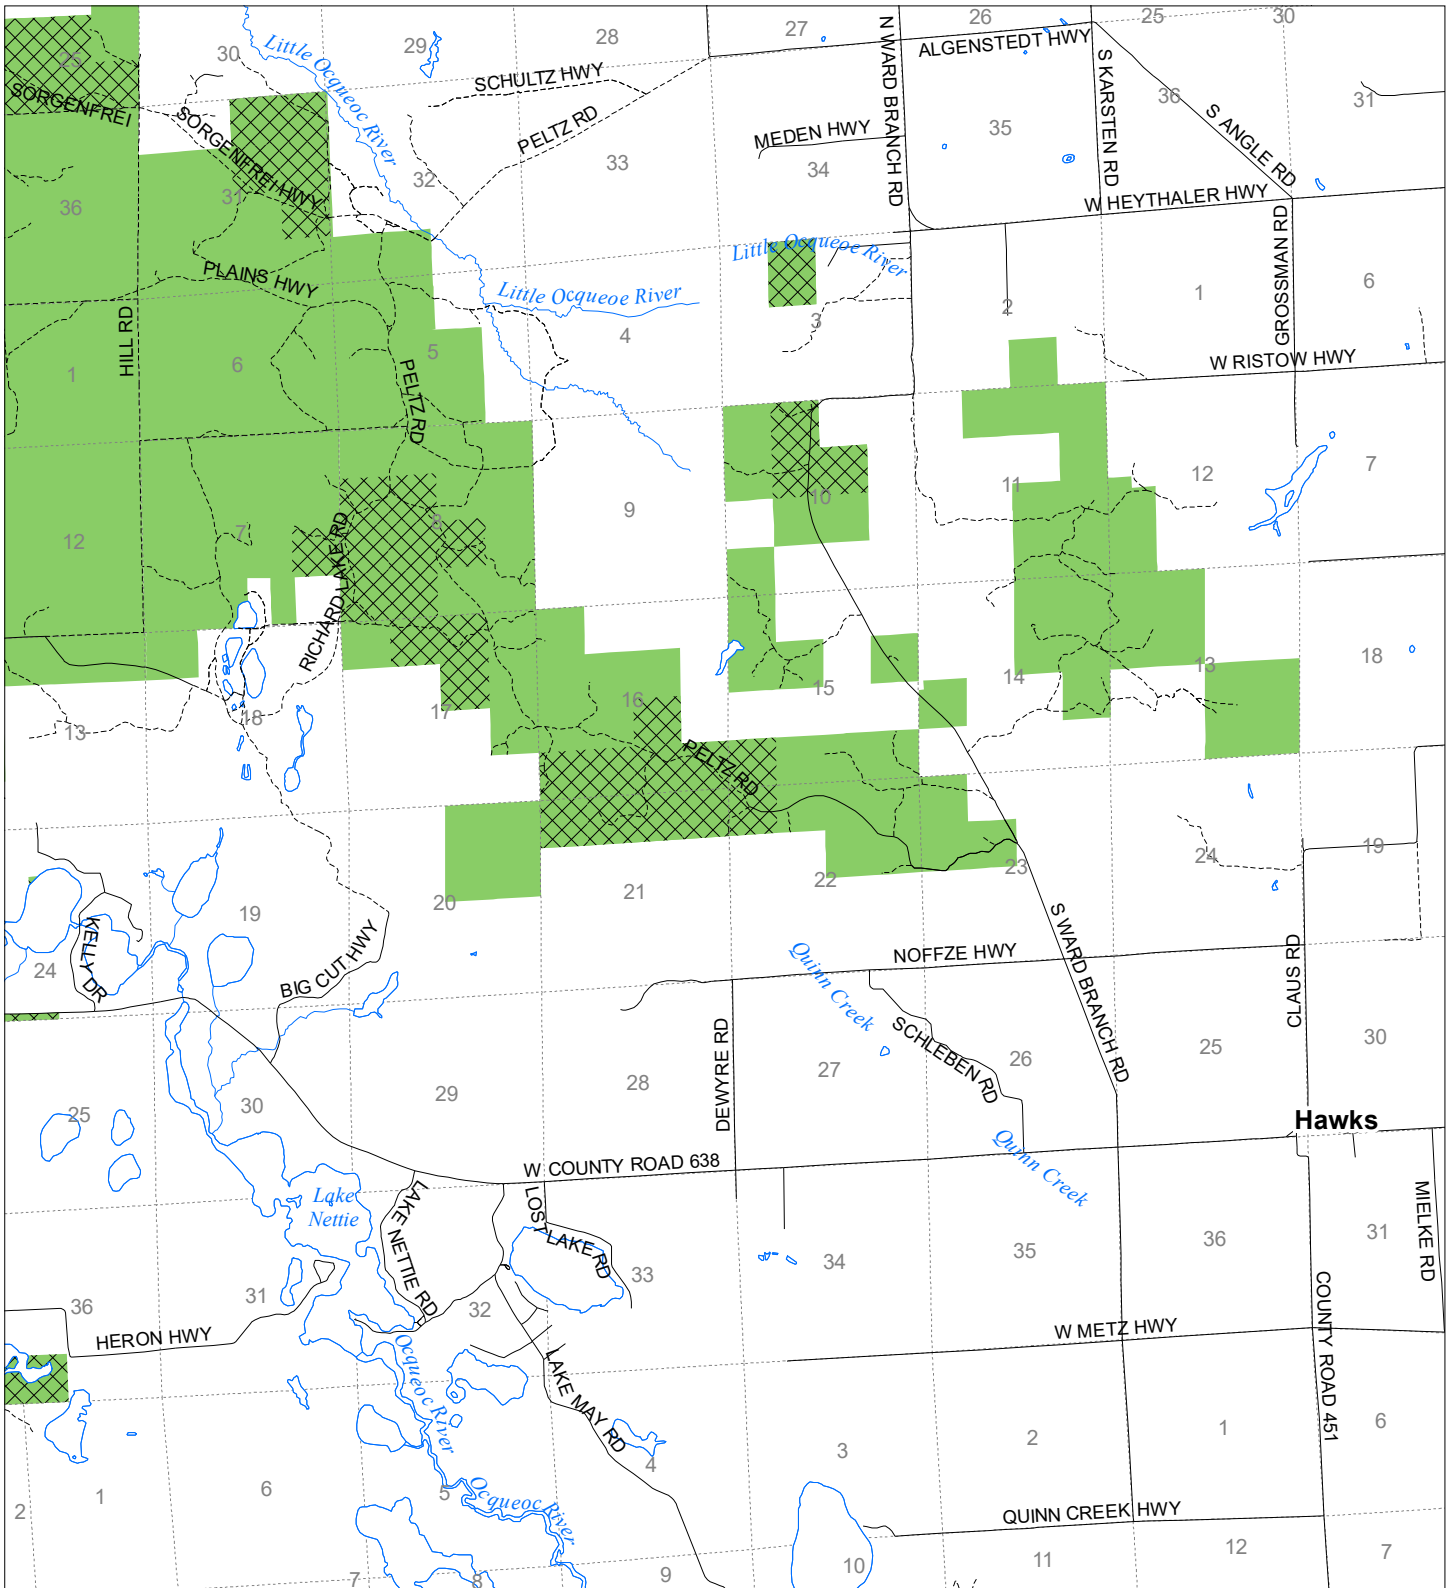 27
26
25
30
28
29
30
25
ALGENSTEDT HWY
N WARD BRANCH RD
S KARSTEN RD
Little Ocqueoc River
SCHULTZ HWY
SORGENFREI
36
31
S ANGLE RD
PELTZ RD
MEDEN HWY
35
33
34
32
SORGENFREI HWY
31
36
W HEYTHALER HWY
GROSSMAN RD
Little Ocqueoe River
PLAINS HWY
Little Ocqueoe River
6
1
2
3
4
HILL RD
5
6
1
PELTZ RD
W RISTOW HWY
7
12
11
10
9
8
7
12
RICHARD LAKE RD
18
13
14
15
16
17
18
13
PELTZ RD
19
24
23
22
21
20
19
24
KELLY DR
BIG CUT HWY
S WARD BRANCH RD
NOFFZE HWY
CLAUS RD
Quinn Creek
SCHLEBEN RD
DEWYRE RD
30
25
26
27
28
29
30
25
Hawks
Quinn Creek
W COUNTY ROAD 638
Lake
Nettie
LAKE NETTIE RD
LOST LAKE RD
MIELKE RD
31
36
35
34
33
32
31
36
HERON HWY
W METZ HWY
COUNTY ROAD 451
Ocqueoc River
LAKE MAY RD
6
1
2
3
4
5
6
1
2
Ocqueoc River
QUINN CREEK HWY
7
12
11
10
9
8
7